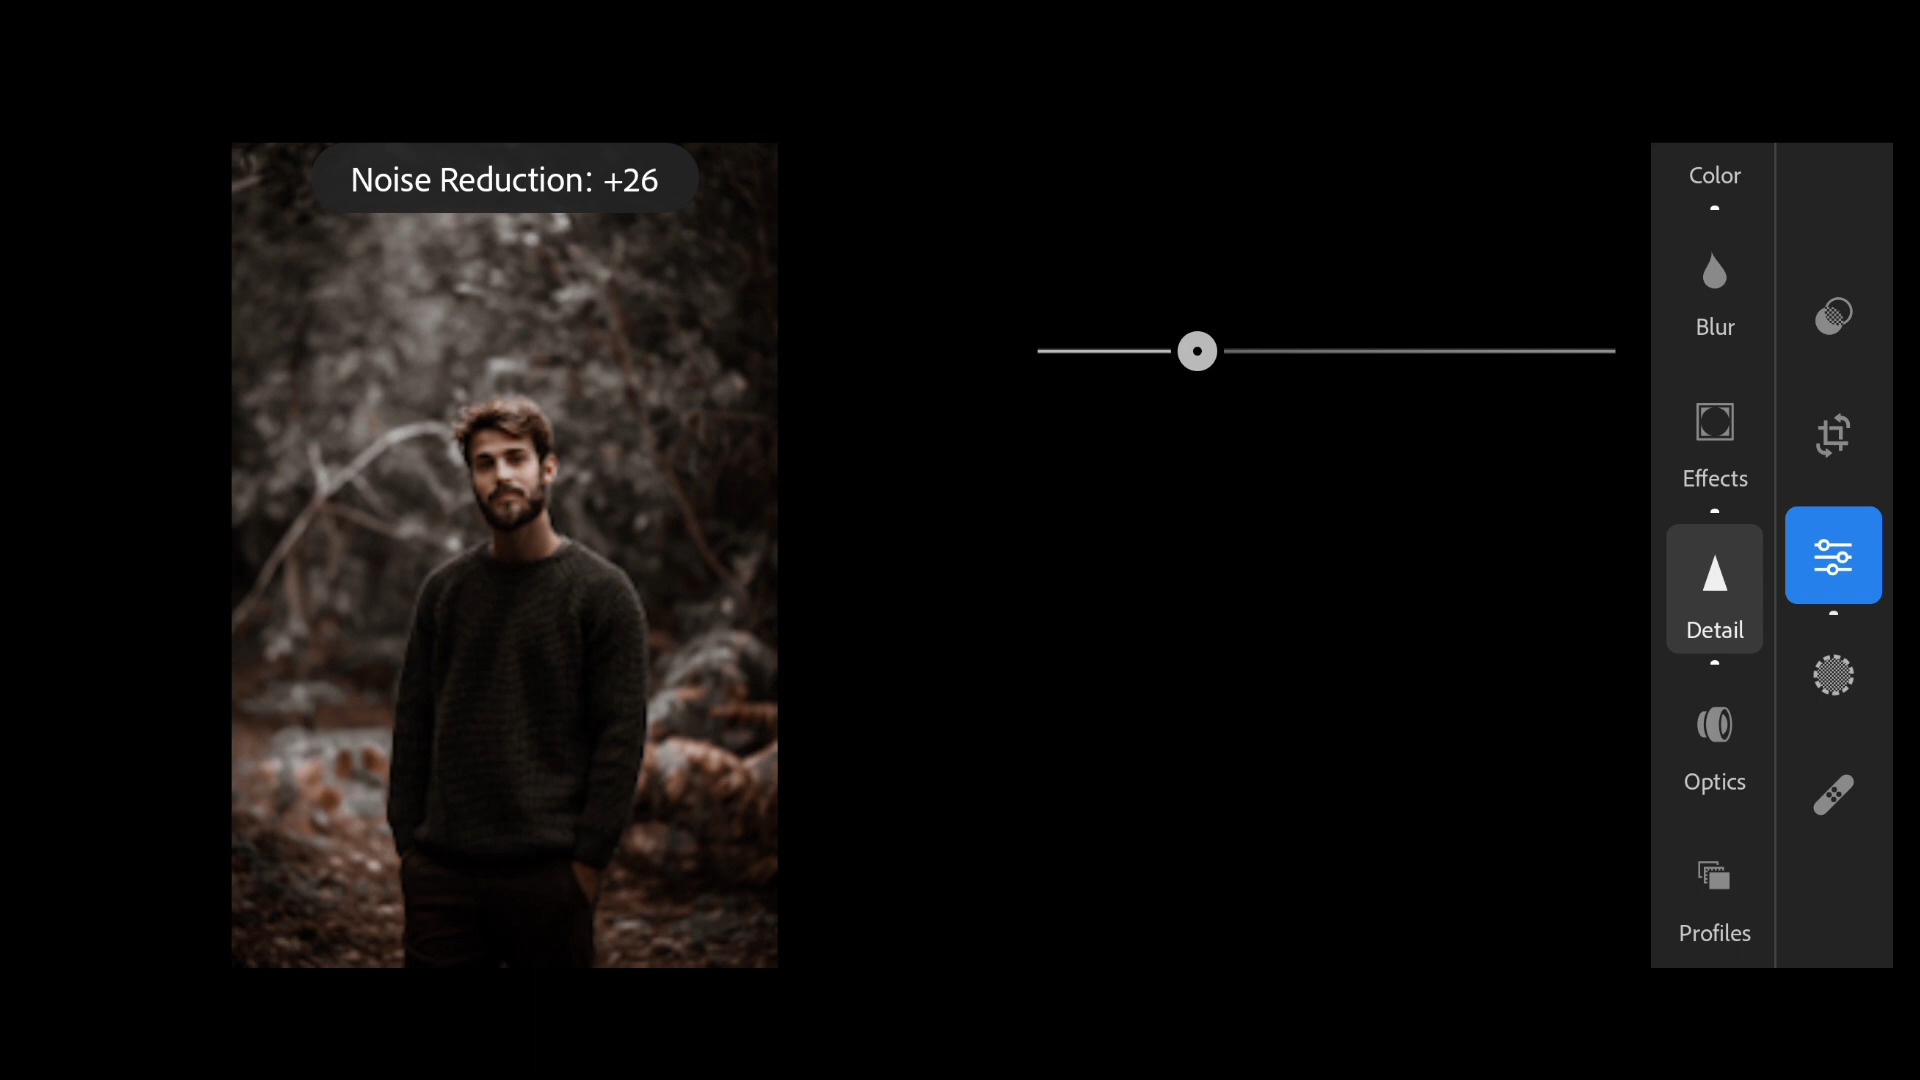 Noise Reduction: +26
Color
Blur
Effects
Detail
Optics
Profiles